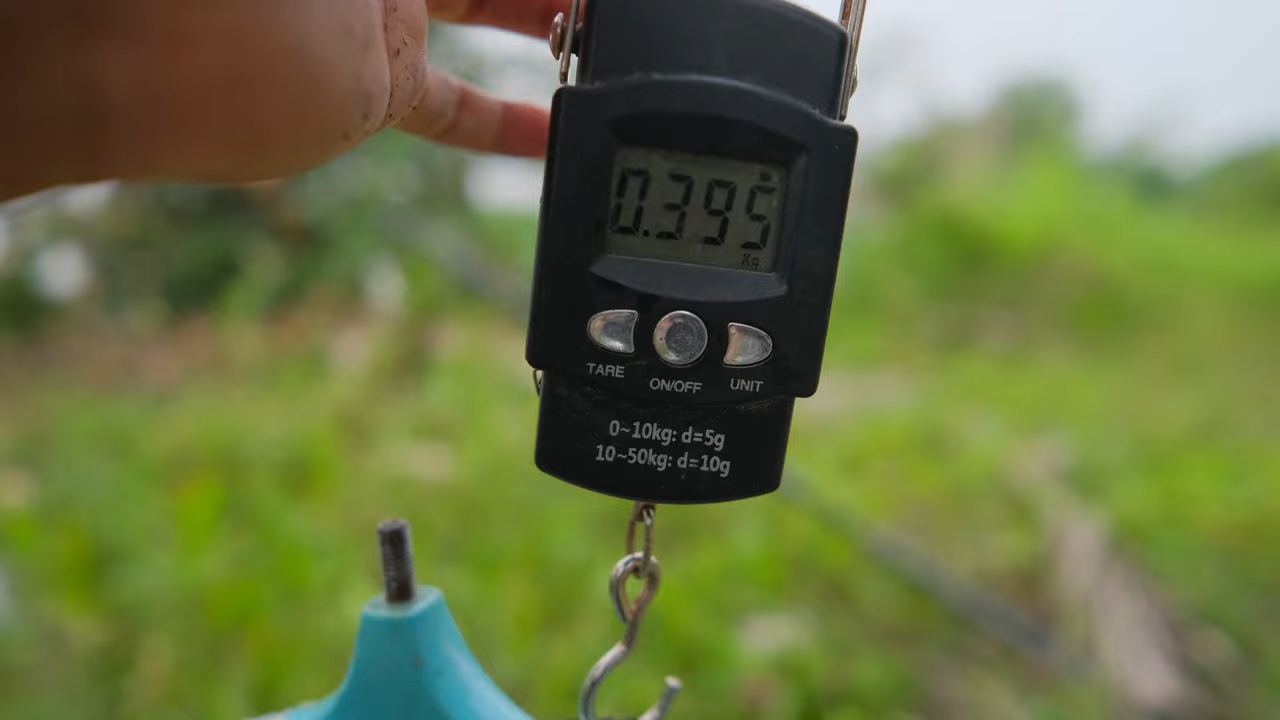 0.395
Kg
TARE ON/OFF UNIT
0~10kg: d=5g
10~50kg: d=10g